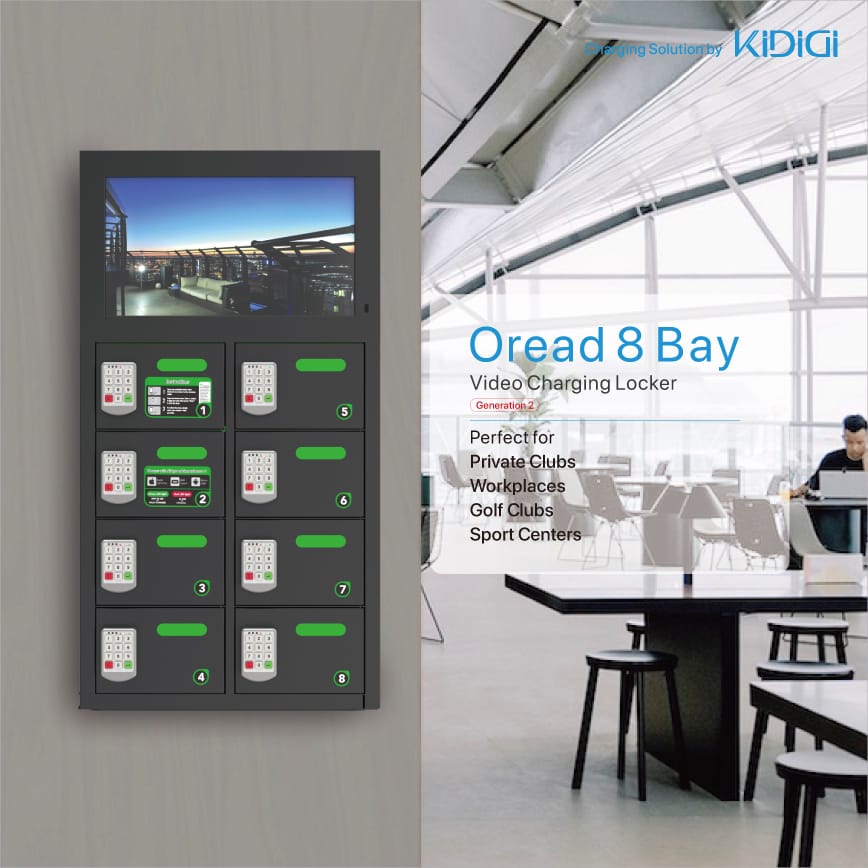 Charging Solution by KiDiGi
Oread 8 Bay
Video Charging Locker
Generation 2
Perfect for
Private Clubs
Workplaces
Golf Clubs
Sport Centers
1
2
3
4
5
6
7
8